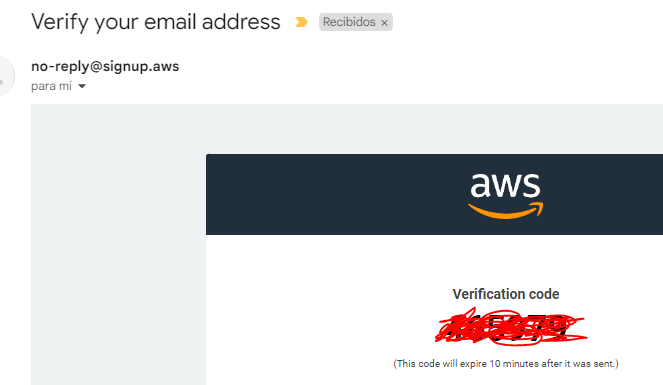 Verify your email address
Recibidos ×
no-reply@signup.aws
para mí
aws
Verification code
(This code will expire 10 minutes after it was sent.)